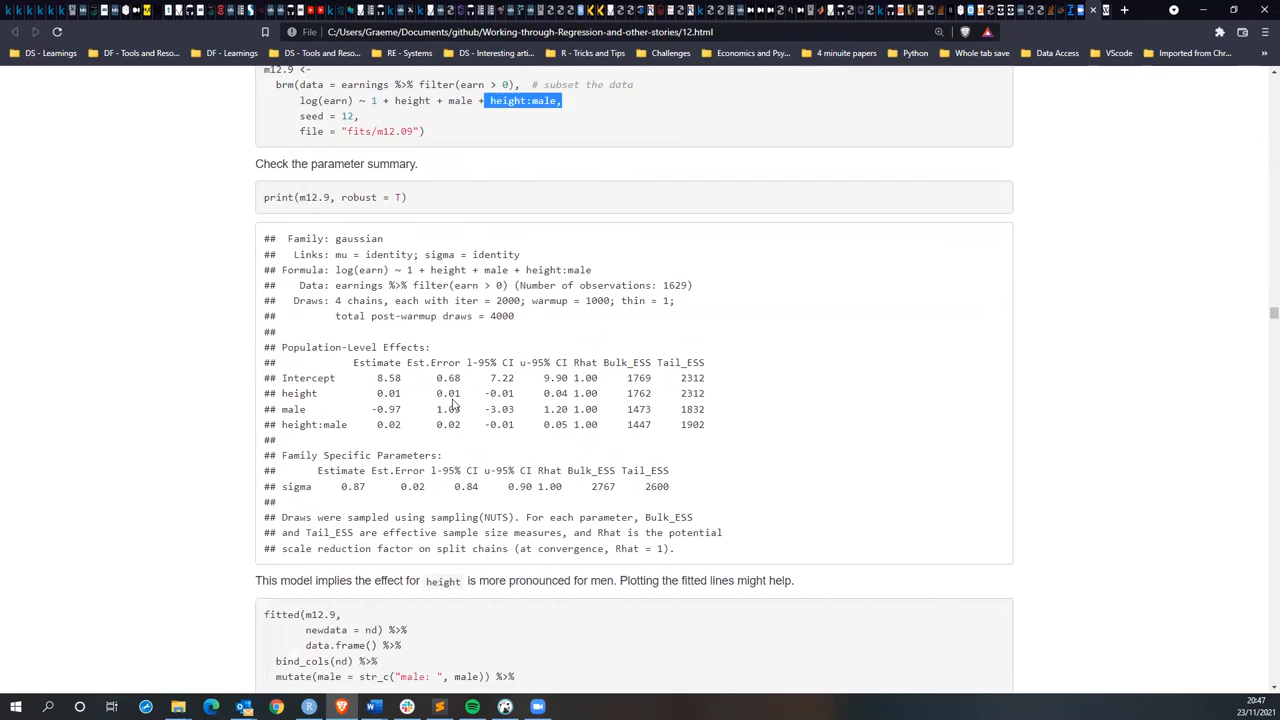 File C:/Users/Graeme/Documents/github/Working-through-Regression-and-other-stories/12.html
DS - Learnings DF - Tools and Reso... DF - Learnings DS - Tools and Resou... RE - Systems DS - Interesting artic... R - Tricks and Tips Challenges Economics and Psy... 4 minuite papers Python Whole tab save Data Access VScode Imported from Chr...
m12.9 <-
brm(data = earnings %>% filter(earn > 0), # subset the data
log(earn) ~ 1 + height + male + height:male,
seed = 12,
file = "fits/m12.09")
Check the parameter summary.
print(m12.9, robust = T)
## Family: gaussian
## Links: mu = identity; sigma = identity
## Formula: log(earn) ~ 1 + height + male + height:male
## Data: earnings %>% filter(earn > 0) (Number of observations: 1629)
## Draws: 4 chains, each with iter = 2000; warmup = 1000; thin = 1;
## total post-warmup draws = 4000
##
## Population-Level Effects:
## Estimate Est.Error l-95% CI u-95% CI Rhat Bulk_ESS Tail_ESS
## Intercept 8.58 0.68 7.22 9.90 1.00 1769 2312
## height 0.01 0.01 -0.01 0.04 1.00 1762 2312
## male -0.97 -3.03 1.20 1.00 1473 1832
## height:male 0.02 0.02 -0.01 0.05 1.00 1447 1902
##
## Family Specific Parameters:
## Estimate Est.Error l-95% CI u-95% CI Rhat Bulk_ESS Tail_ESS
## sigma 0.87 0.02 0.84 0.90 1.00 2767 2600
##
## Draws were sampled using sampling(NUTS). For each parameter, Bulk_ESS
## and Tail_ESS are effective sample size measures, and Rhat is the potential
## scale reduction factor on split chains (at convergence, Rhat = 1).
This model implies the effect for height is more pronounced for men. Plotting the fitted lines might help.
fitted(m12.9,
newdata = nd) %>%
data.frame() %>%
bind_cols(nd) %>%
mutate(male = str_c("male: ", male)) %>%
20:47
23/11/2021